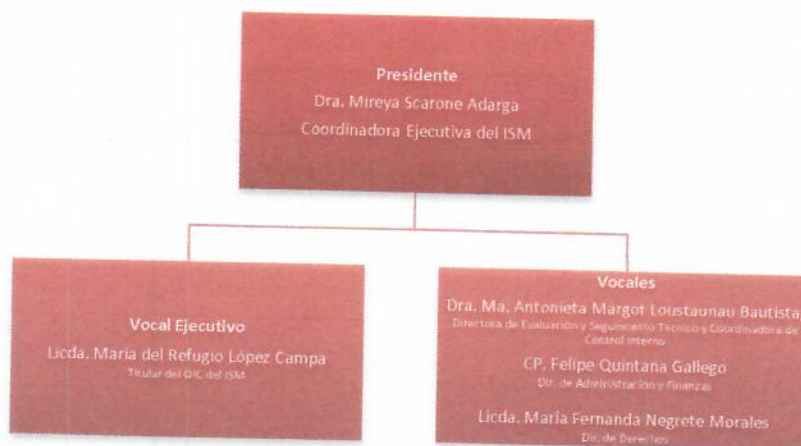 Presidente
Dra. Mireya Scarone Adarga
Coordinadora Ejecutiva del ISM
Vocal Ejecutivo
Licda. María del Refugio López Campa
Titular del OIC del ISM
Vocales
Dra. Ma. Antonieta Margot Loustaunau Bautista
Directora de Evaluación y Seguimiento Técnico y Coordinadora de
Control Interno
CP. Felipe Quintana Gallego
Dir. de Administración y Finanzas
Licda. María Fernanda Negrete Morales
Dir. de Derechos